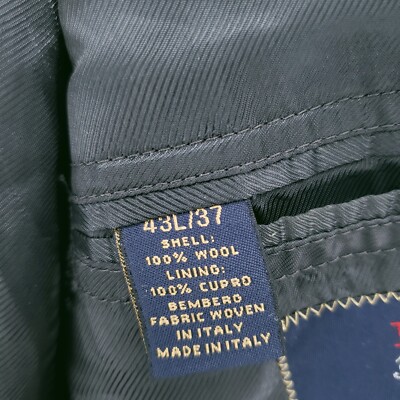 43L/37
SHELL:
100% WOOL
LINING:
100% CUPRO
BEMBERG
FABRIC WOVEN
IN ITALY
MADE IN ITALY